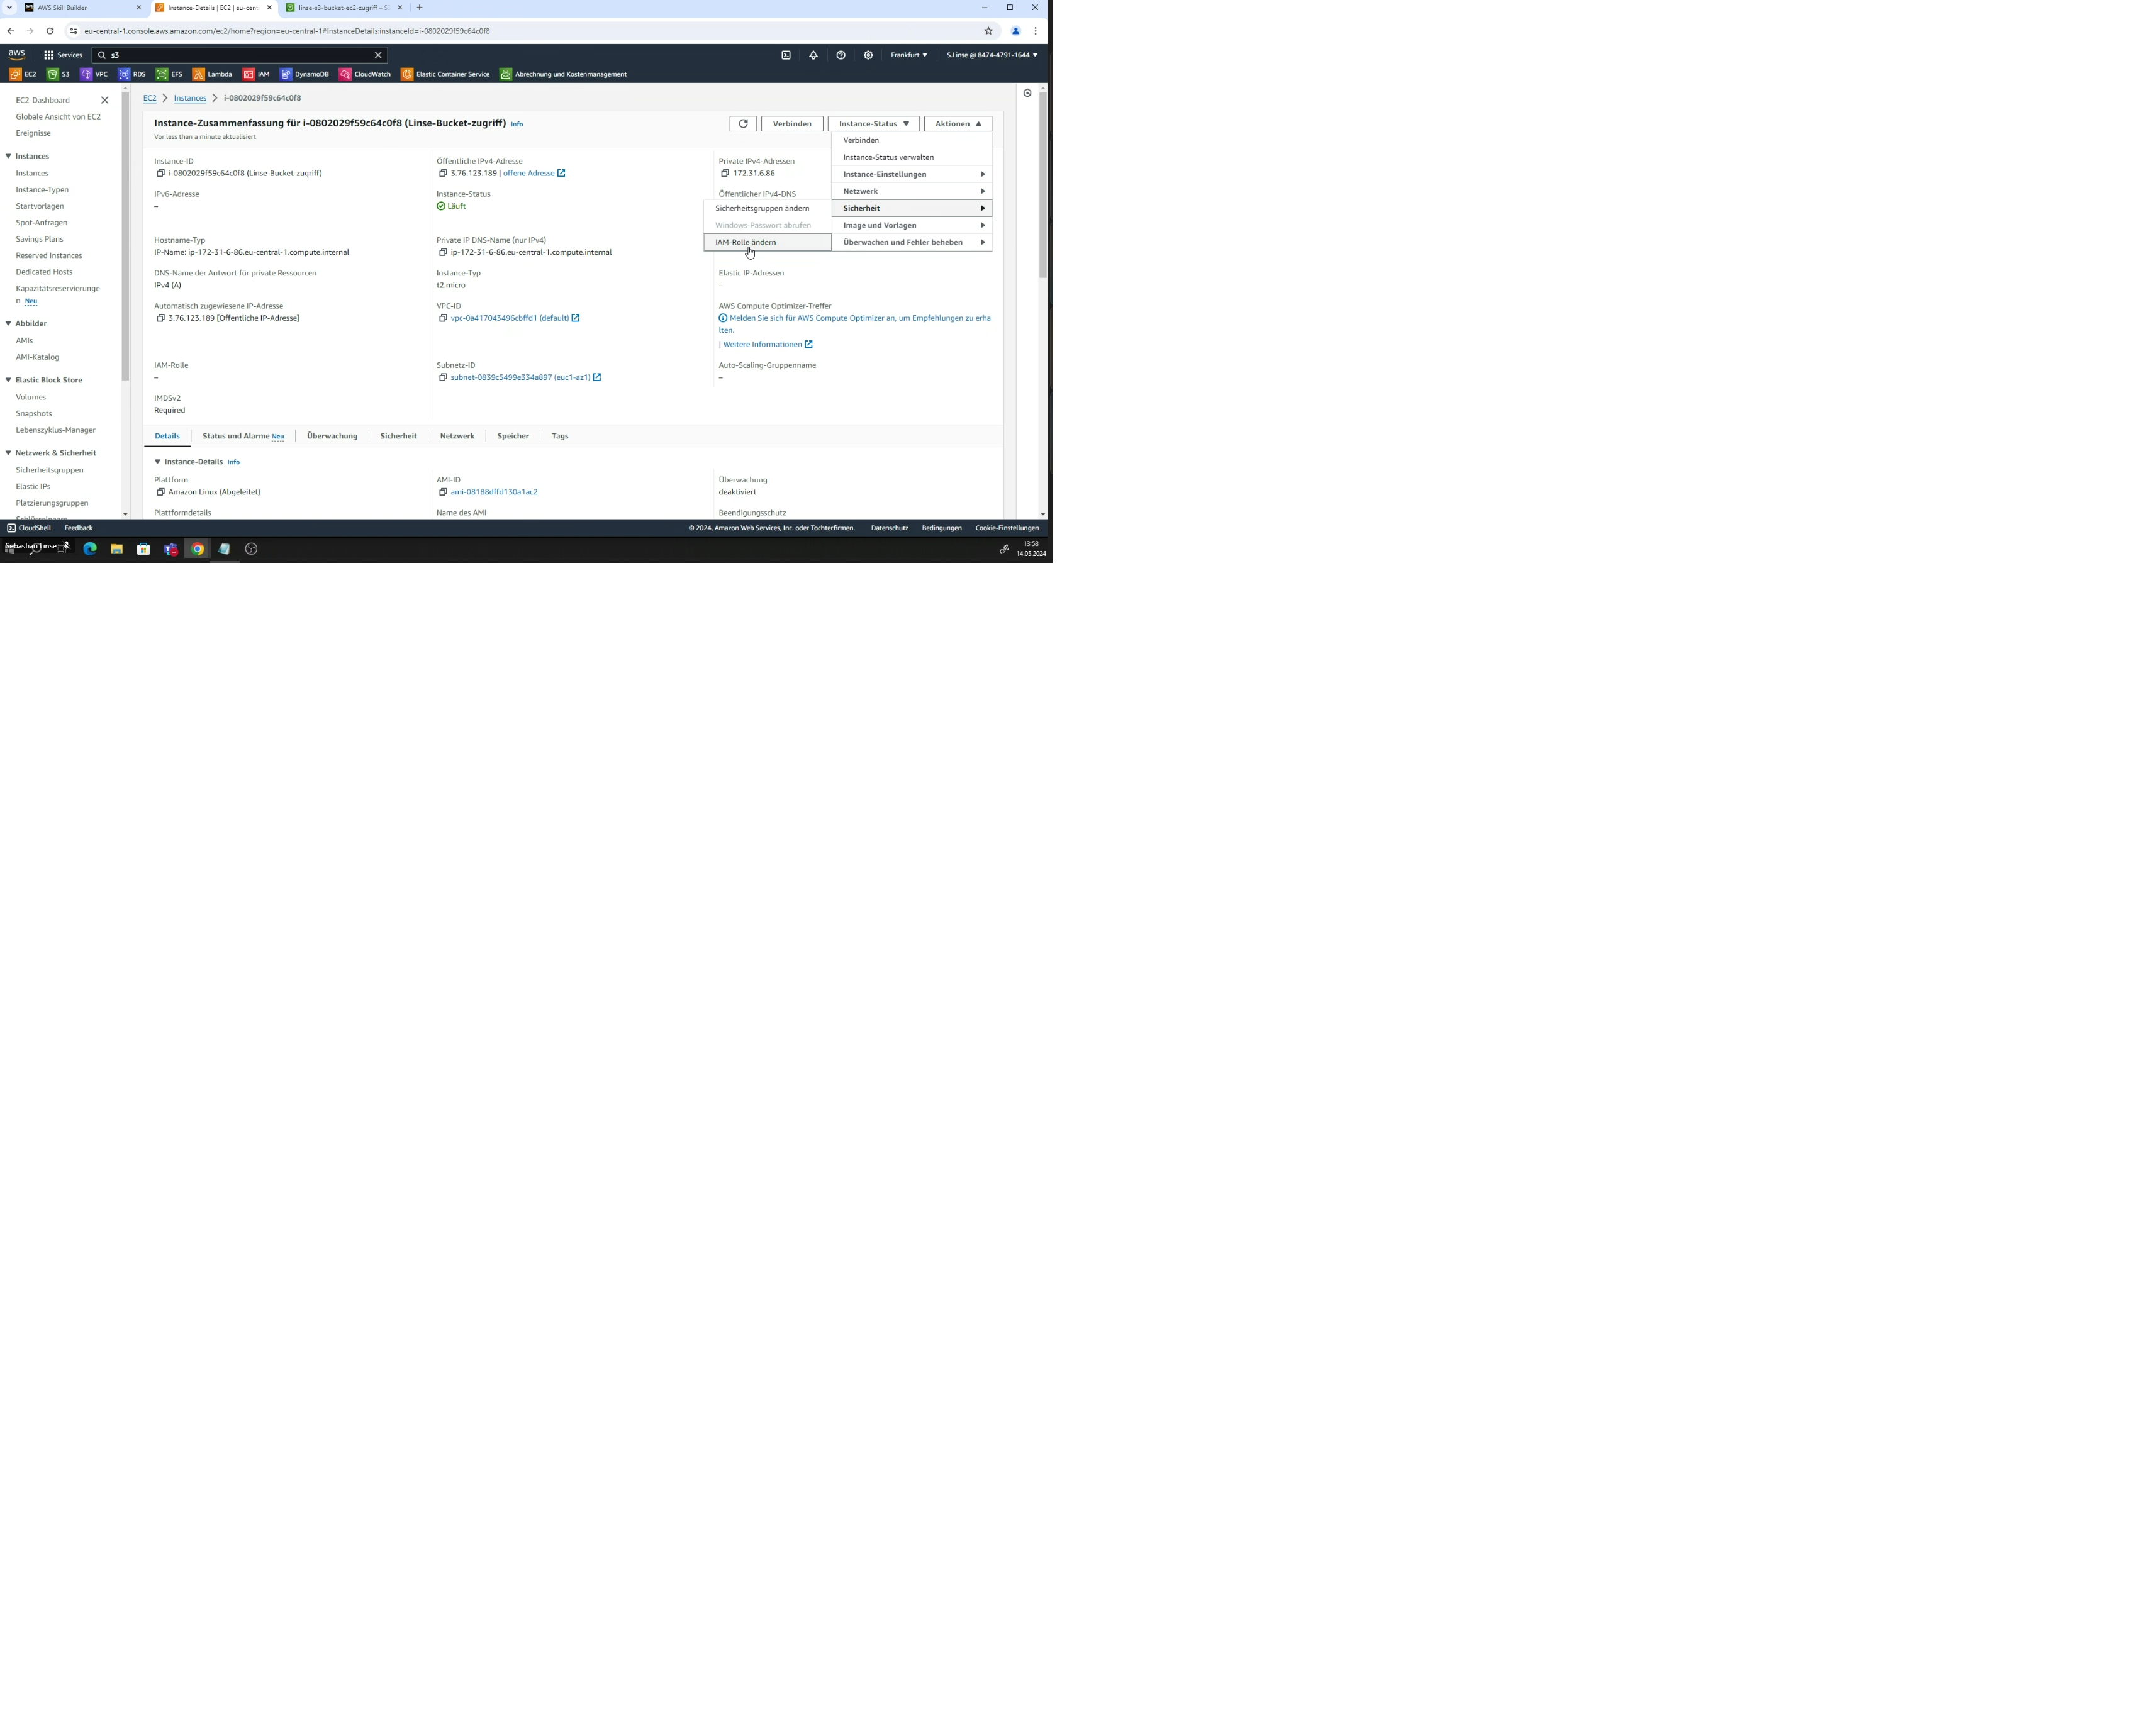 AWS Skill Builder
Instance-Details | EC2 | eu-cent
linse-s3-bucket-ec2-zugriff – S
eu-central-1.console.aws.amazon.com/ec2/home?region=eu-central-1#InstanceDetails:instanceId=i-0802029f59c64c0f8
aws Services s3 Frankfurt S.Linse @ 8474-4791-1644
EC2 S3 VPC RDS EFS Lambda IAM DynamoDB CloudWatch Elastic Container Service Abrechnung und Kostenmanagement
EC2-Dashboard
Globale Ansicht von EC2
Ereignisse
Instances
Instances
Instance-Typen
Startvorlagen
Spot-Anfragen
Savings Plans
Reserved Instances
Dedicated Hosts
Kapazitätsreservierunge
n Neu
Abbilder
AMIs
AMI-Katalog
Elastic Block Store
Volumes
Snapshots
Lebenszyklus-Manager
Netzwerk & Sicherheit
Sicherheitsgruppen
Elastic IPs
Platzierungsgruppen
EC2 > Instances > i-0802029f59c64c0f8
Instance-Zusammenfassung für i-0802029f59c64c0f8 (Linse-Bucket-zugriff) Info
Vor less than a minute aktualisiert
Verbinden Instance-Status Aktionen
Verbinden
Instance-Status verwalten
Instance-Einstellungen
Netzwerk
Sicherheit
Image und Vorlagen
Überwachen und Fehler beheben
Sicherheitsgruppen ändern
Windows-Passwort abrufen
IAM-Rolle ändern
Instance-ID
i-0802029f59c64c0f8 (Linse-Bucket-zugriff)
Öffentliche IPv4-Adresse
3.76.123.189 | offene Adresse
Private IPv4-Adressen
172.31.6.86
IPv6-Adresse
–
Instance-Status
Läuft
Öffentlicher IPv4-DNS
Hostname-Typ
IP-Name: ip-172-31-6-86.eu-central-1.compute.internal
Private IP DNS-Name (nur IPv4)
ip-172-31-6-86.eu-central-1.compute.internal
DNS-Name der Antwort für private Ressourcen
IPv4 (A)
Instance-Typ
t2.micro
Elastic IP-Adressen
–
Automatisch zugewiesene IP-Adresse
3.76.123.189 [Öffentliche IP-Adresse]
VPC-ID
vpc-0a417043496cbffd1 (default)
AWS Compute Optimizer-Treffer
Melden Sie sich für AWS Compute Optimizer an, um Empfehlungen zu erha
lten.
| Weitere Informationen
IAM-Rolle
–
Subnetz-ID
subnet-0839c5499e334a897 (euc1-az1)
Auto-Scaling-Gruppenname
–
IMDSv2
Required
Details Status und Alarme Neu Überwachung Sicherheit Netzwerk Speicher Tags
Instance-Details Info
Plattform
Amazon Linux (Abgeleitet)
AMI-ID
ami-08188dffd130a1ac2
Überwachung
deaktiviert
Plattformdetails
Name des AMI
Beendigungsschutz
CloudShell Feedback © 2024, Amazon Web Services, Inc. oder Tochterfirmen. Datenschutz Bedingungen Cookie-Einstellungen
Sebastian Linse
13:58
14.05.2024